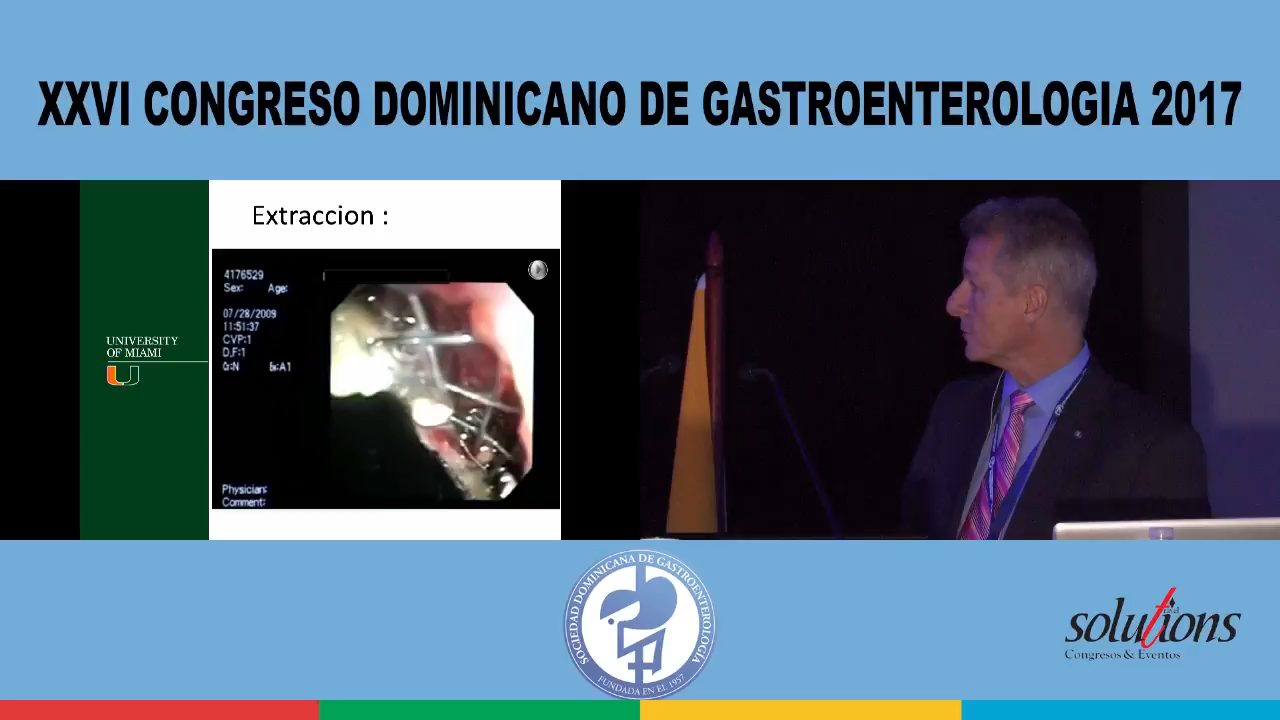 XXVI CONGRESO DOMINICANO DE GASTROENTEROLOGIA 2017
Extraccion :
4176529
Sex: Age:
07/28/2009
11:51:37
CVP:1
D.F:1
Physician:
Comment:
UNIVERSITY
OF MIAMI
SOCIEDAD DOMINICANA DE GASTROENTEROLOGIA
FUNDADA EN EL 1957
solutions
travel
Congresos & Eventos